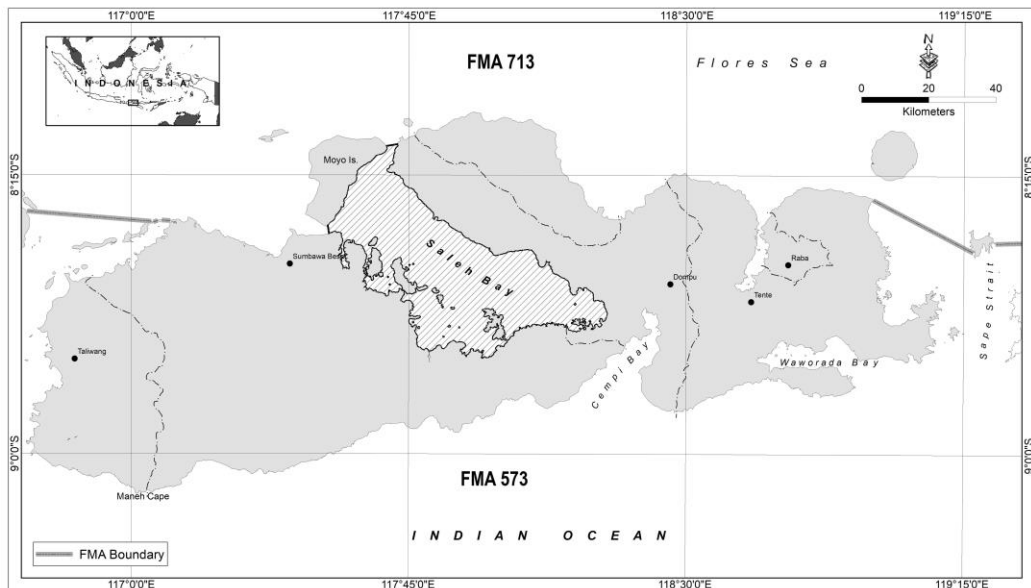 117°0'0"E 117°45'0"E 118°30'0"E 119°15'0"E
INDONESIA
FMA 713
Flores Sea
N
0 20 40
Kilometers
Moyo Is.
8°15'0"S 8°15'0"S
Saleh Bay
Sumbawa Besar
Raba
Dompu
Tente
Sape Strait
Taliwang
Cempi Bay
Waworada Bay
9°0'0"S 9°0'0"S
FMA 573
Maneh Cape
INDIAN OCEAN
FMA Boundary
117°0'0"E 117°45'0"E 118°30'0"E 119°15'0"E